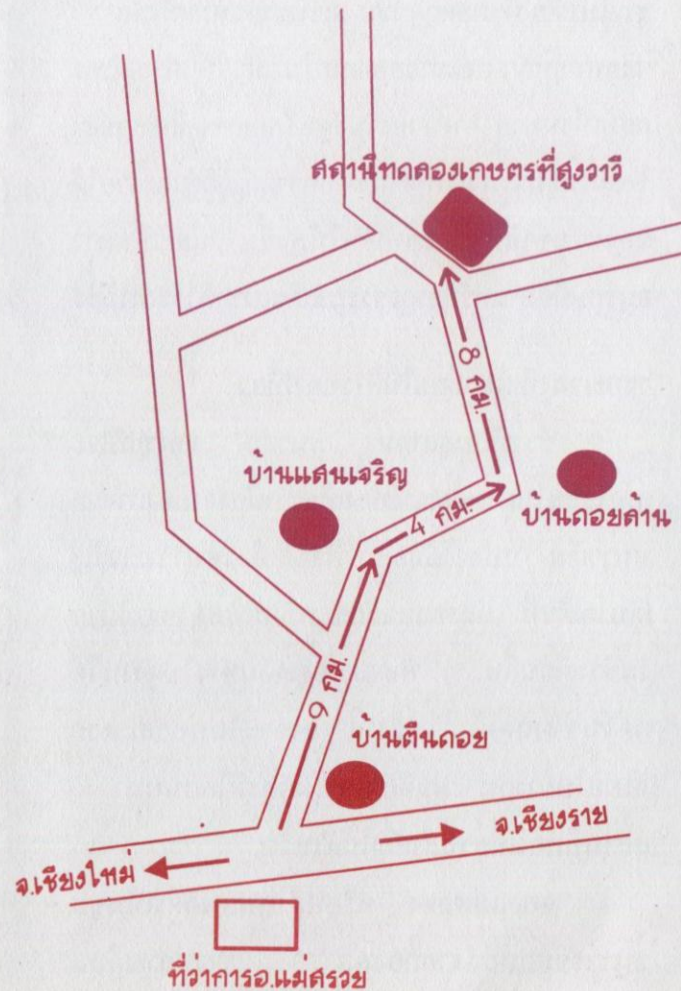 สถานีทดลองเกษตรที่สูงวาวี
8 กม.
บ้านแสนเจริญ
4 กม.
บ้านดอยล้าน
9 กม.
บ้านตีนดอย
จ.เชียงราย
จ.เชียงใหม่
ที่ว่าการอ.แม่สรวย